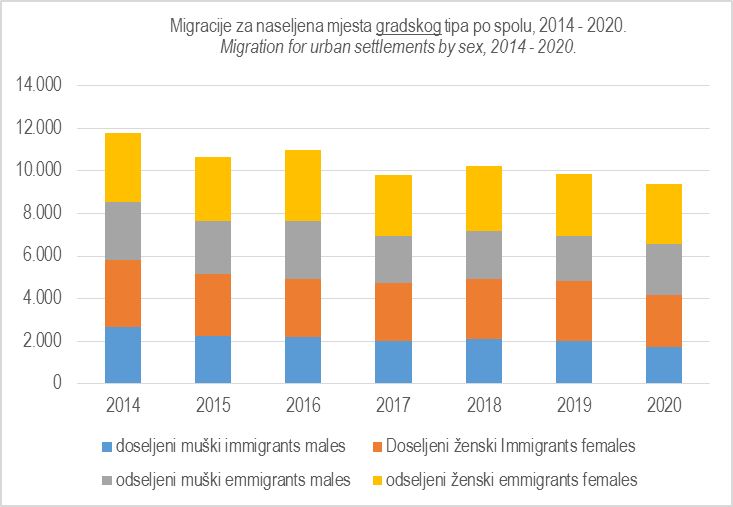 Migracije za naseljena mjesta gradskog tipa po spolu, 2014 - 2020.
Migration for urban settlements by sex, 2014 - 2020.
14.000
12.000
10.000
8.000
6.000
4.000
2.000
0
2014 2015 2016 2017 2018 2019 2020
doseljeni muški immigrants males Doseljeni ženski Immigrants females
odseljeni muški emmigrants males odseljeni ženski emmigrants females